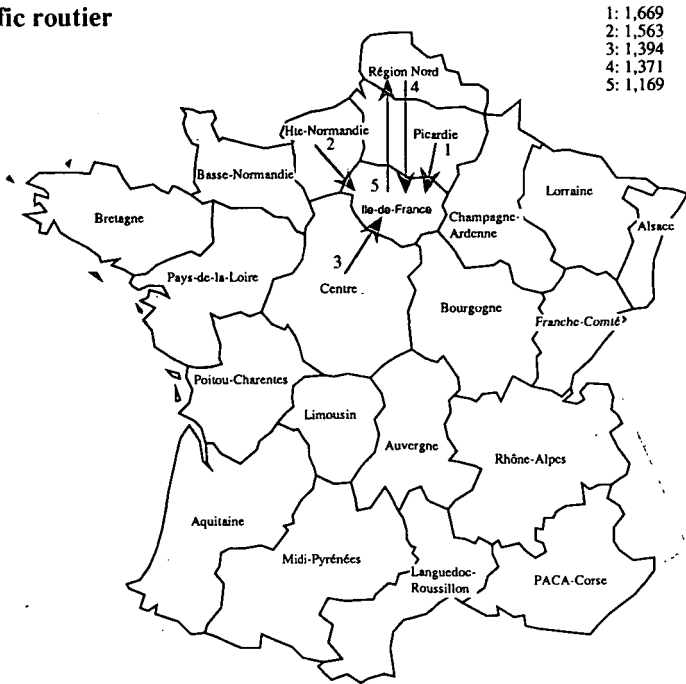 fic routier
1: 1,669
2: 1,563
3: 1,394
4: 1,371
5: 1,169
Région Nord
4
Hte-Normandie
2
Picardie
1
Basse-Normandie
5
Ile-de-France
Lorraine
Alsace
Bretagne
Champagne-
Ardenne
Pays-de-la-Loire
3
Centre
Bourgogne
Franche-Comté
Poitou-Charentes
Limousin
Auvergne
Rhône-Alpes
Aquitaine
Midi-Pyrénées
Languedoc-
Roussillon
PACA-Corse